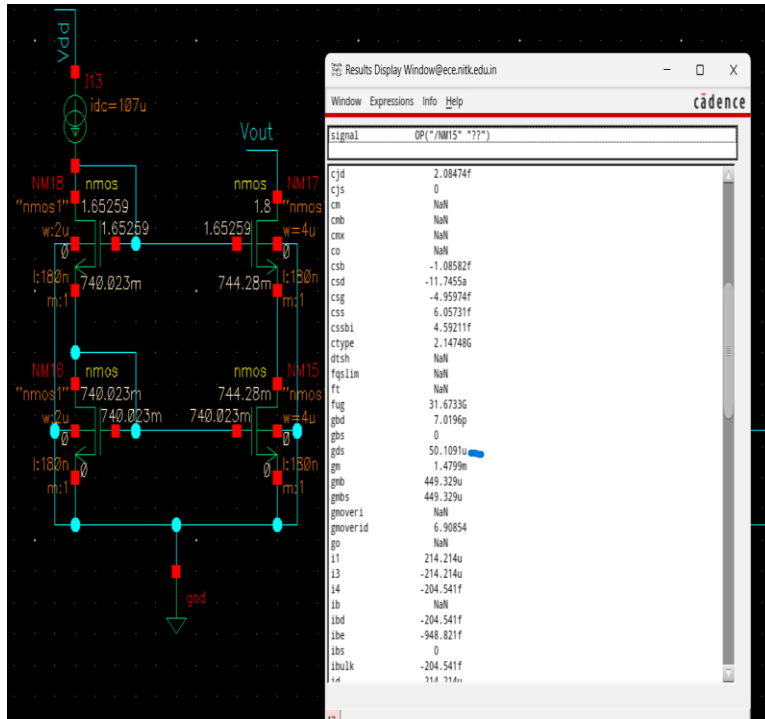 Vdd
I13
idc=107u
Vout
NM18 nmos
nmos NM17
"nmos1" 1.65259
1.8 "nmos
w:2u 1.65259
1.65259 w=4u
0
0
l:180n 740.023m
744.28m l:180n
m:1
m:1
NM16 nmos
nmos NM15
"nmos1" 740.023m
744.28m "nmos
w:2u 740.023m
740.023m w=4u
0
0
l:180n 0
0 l:180n
m:1
m:1
gnd
Results Display Window@ece.nitk.edu.in
Window Expressions Info Help cādence
signal OP("/NM15" "??")
cjd 2.08474f
cjs 0
cm NaN
cmb NaN
cmx NaN
co NaN
csb -1.08582f
csd -11.7455a
csg -4.95974f
css 6.05731f
cssbi 4.59211f
ctype 2.14748G
dtsh NaN
fqslim NaN
ft NaN
fug 31.6733G
gbd 7.0196p
gbs 0
gds 50.1091u
gm 1.4799m
gmb 449.329u
gmbs 449.329u
gmoveri NaN
gmoverid 6.90854
go NaN
i1 214.214u
i3 -214.214u
i4 -204.541f
ib NaN
ibd -204.541f
ibe -948.821f
ibs 0
ibulk -204.541f
id 214.214u